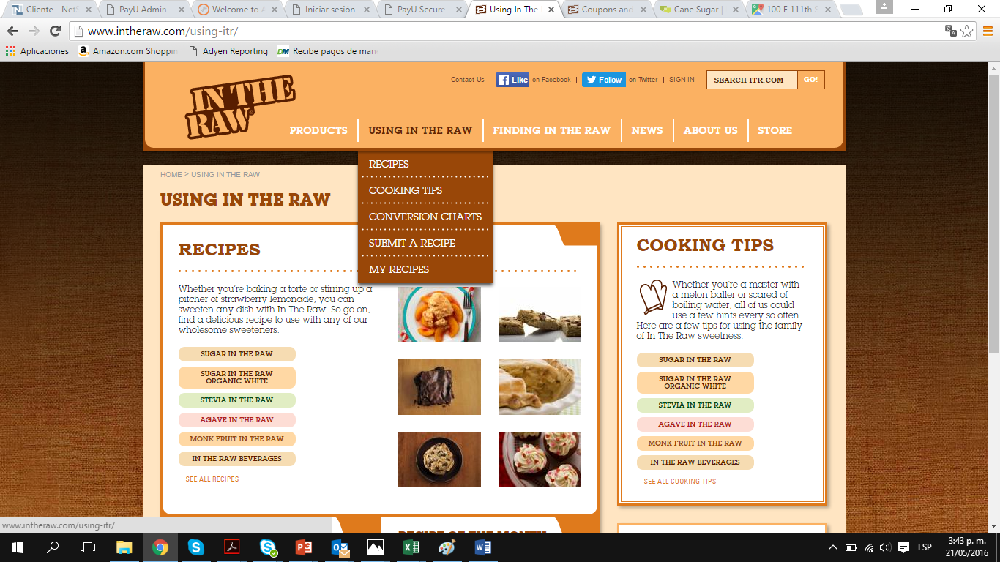 Cliente - NetS
PayU Admin -
Welcome to A
Iniciar sesión
PayU Secure
Using In The
Coupons and
Cane Sugar |
100 E 111th S
www.intheraw.com/using-itr/
Aplicaciones
Amazon.com Shoppin
Adyen Reporting
Recibe pagos de man
IN THE
RAW®
Contact Us | Like on Facebook | Follow on Twitter | SIGN IN
SEARCH ITR.COM GO!
PRODUCTS
USING IN THE RAW
FINDING IN THE RAW
NEWS
ABOUT US
STORE
RECIPES
COOKING TIPS
CONVERSION CHARTS
SUBMIT A RECIPE
MY RECIPES
HOME > USING IN THE RAW
USING IN THE RAW
RECIPES
Whether you're baking a torte or stirring up a
pitcher of strawberry lemonade, you can
sweeten any dish with In The Raw. So go on,
find a delicious recipe to use with any of our
wholesome sweeteners.
SUGAR IN THE RAW
SUGAR IN THE RAW
ORGANIC WHITE
STEVIA IN THE RAW
AGAVE IN THE RAW
MONK FRUIT IN THE RAW
IN THE RAW BEVERAGES
SEE ALL RECIPES
COOKING TIPS
Whether you're a master with
a melon baller or scared of
boiling water, all of us could
use a few hints every so often.
Here are a few tips for using the family
of In The Raw sweetness.
SUGAR IN THE RAW
SUGAR IN THE RAW
ORGANIC WHITE
STEVIA IN THE RAW
AGAVE IN THE RAW
MONK FRUIT IN THE RAW
IN THE RAW BEVERAGES
SEE ALL COOKING TIPS
RECIPE OF THE MONTH
www.intheraw.com/using-itr/
ESP
3:43 p. m.
21/05/2016